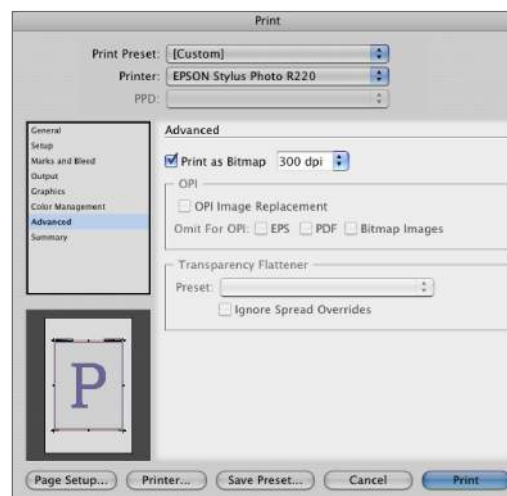 Print
Print Preset: [Custom]
Printer: EPSON Stylus Photo R220
PPD:
General
Setup
Marks and Bleed
Output
Graphics
Color Management
Advanced
Summary
Advanced
Print as Bitmap 300 dpi
OPI
OPI Image Replacement
Omit For OPI: EPS PDF Bitmap Images
Transparency Flattener
Preset:
Ignore Spread Overrides
P
Page Setup... Printer... Save Preset... Cancel Print